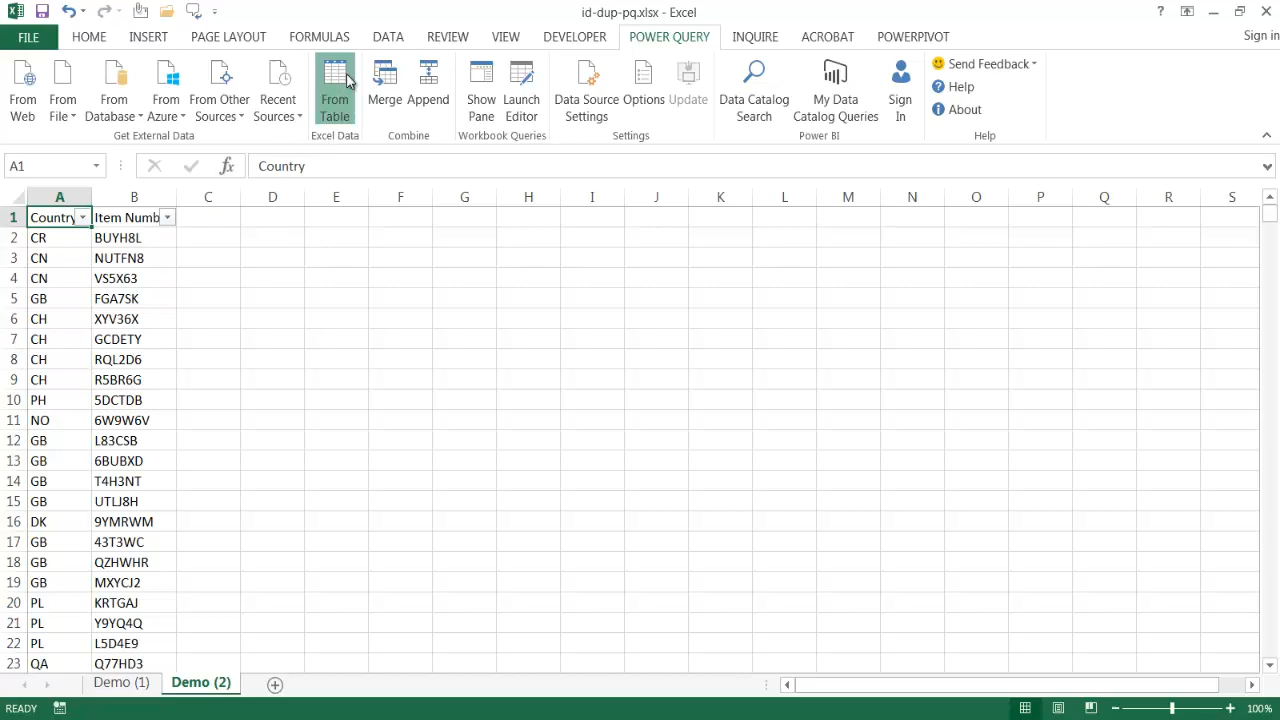 id-dup-pq.xlsx - Excel
?
FILE HOME INSERT PAGE LAYOUT FORMULAS DATA REVIEW VIEW DEVELOPER POWER QUERY INQUIRE ACROBAT POWERPIVOT Sign in
From Web
From File
From Database
From Azure
From Other Sources
Recent Sources
Get External Data
From Table
Excel Data
Merge
Append
Combine
Show Pane
Launch Editor
Workbook Queries
Data Source Settings
Options
Update
Settings
Data Catalog Search
My Data Catalog Queries
Sign In
Power BI
Send Feedback
Help
About
Help
A1 fx Country
A B C D E F G H I J K L M N O P Q R S
1 Country Item Numb
2 CR BUYH8L
3 CN NUTFN8
4 CN VS5X63
5 GB FGA7SK
6 CH XYV36X
7 CH GCDETY
8 CH RQL2D6
9 CH R5BR6G
10 PH 5DCTDB
11 NO 6W9W6V
12 GB L83CSB
13 GB 6BUBXD
14 GB T4H3NT
15 GB UTLJ8H
16 DK 9YMRWM
17 GB 43T3WC
18 GB QZHWHR
19 GB MXYCJ2
20 PL KRTGAJ
21 PL Y9YQ4Q
22 PL L5D4E9
23 QA Q77HD3
Demo (1) Demo (2)
READY 100%